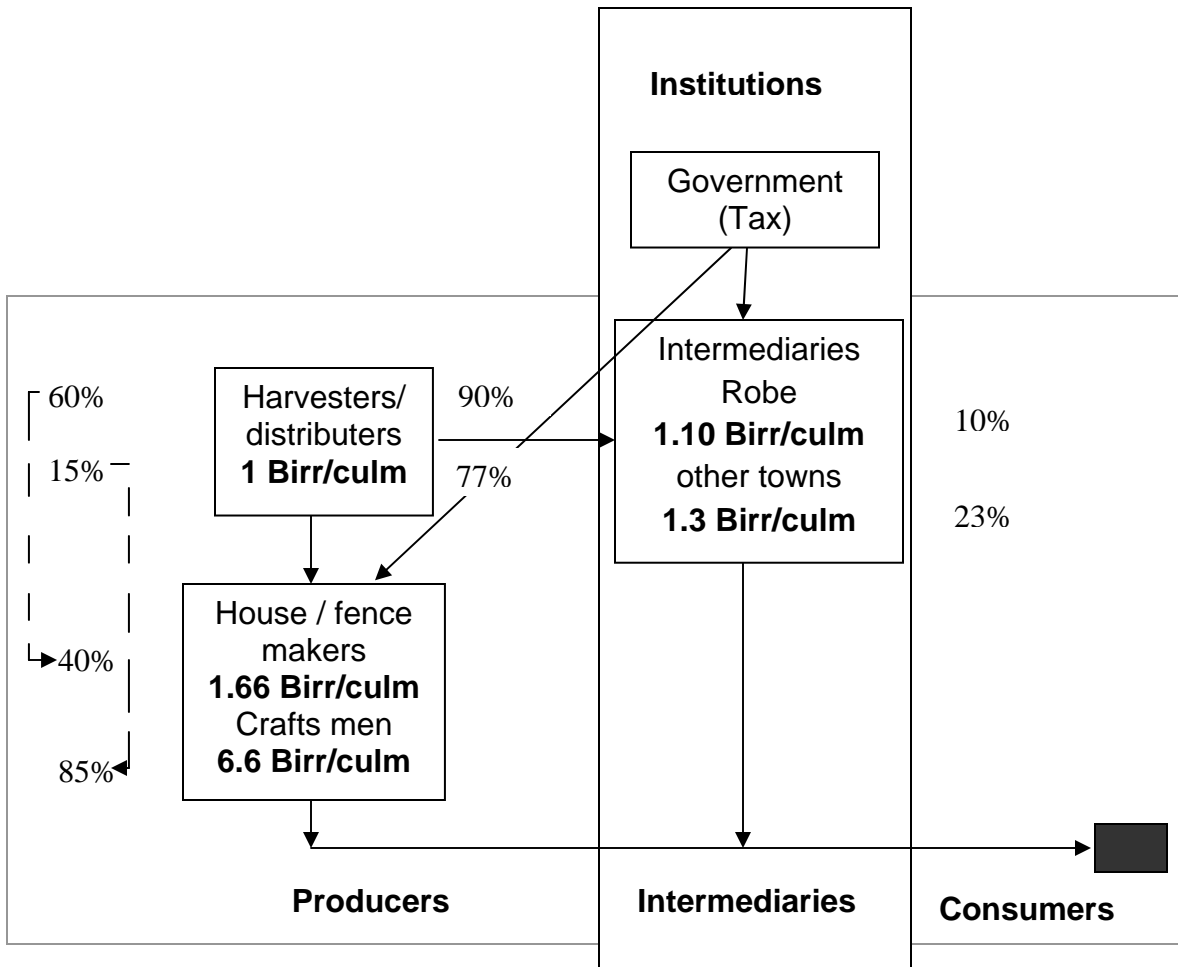 Institutions
Government
(Tax)
60%
15%
40%
85%
Harvesters/
distributers
1 Birr/culm
90%
77%
Intermediaries
Robe
1.10 Birr/culm
other towns
1.3 Birr/culm
10%
23%
House / fence
makers
1.66 Birr/culm
Crafts men
6.6 Birr/culm
Producers
Intermediaries
Consumers